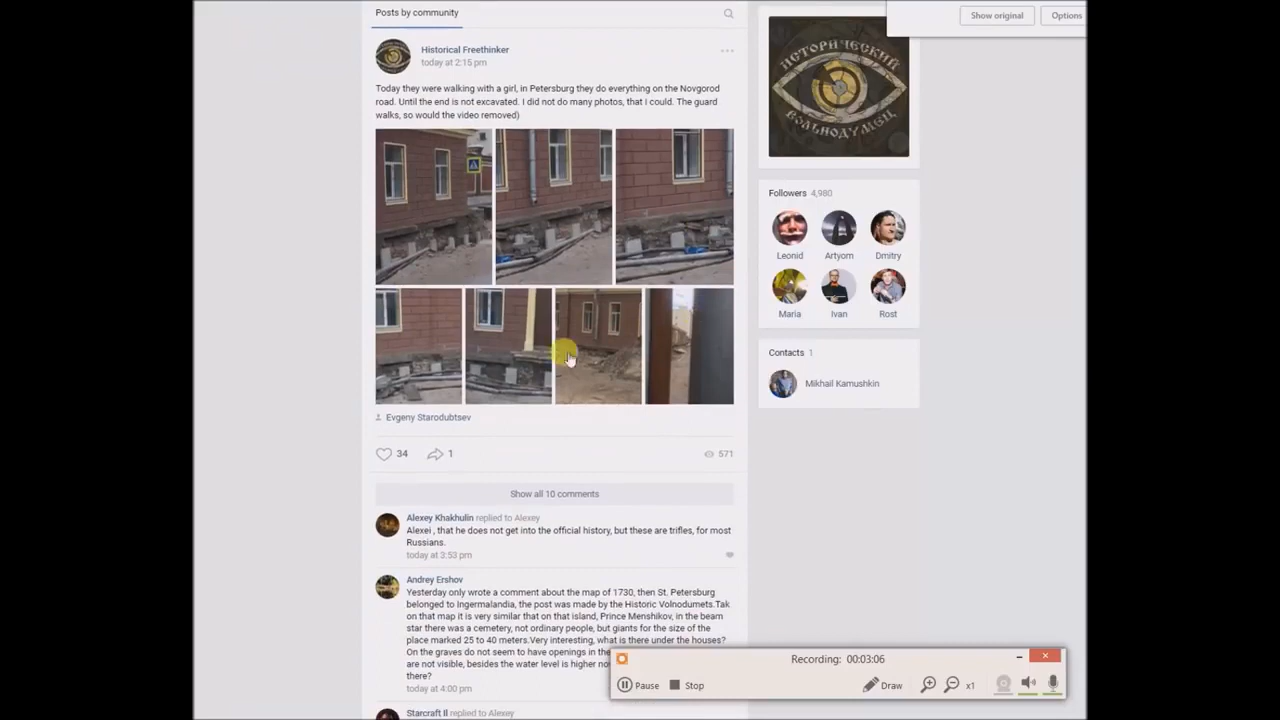 Posts by community
Show original
Options
Historical Freethinker
today at 2:15 pm
Today they were walking with a girl, in Petersburg they do everything on the Novgorod
road. Until the end is not excavated. I did not do many photos, that I could. The guard
walks, so would the video removed)
Evgeny Starodubtsev
34
1
571
Show all 10 comments
Alexey Khakhulin replied to Alexey
Alexei , that he does not get into the official history, but these are trifles, for most
Russians.
today at 3:53 pm
Andrey Ershov
Yesterday only wrote a comment about the map of 1730, then St. Petersburg
belonged to Ingermalandia, the post was made by the Historic Volnodumets.Tak
on that map it is very similar that on that island, Prince Menshikov, in the beam
star there was a cemetery, not ordinary people, but giants for the size of the
place marked 25 to 40 meters.Very interesting, what is there under the houses?
On the graves do not seem to have openings in the
are not visible, besides the water level is higher
there?
today at 4:00 pm
Starcraft II replied to Alexey
ИСТОРИЧЕСКИЙ
ВОЛЬНОДУМЕЦ
Followers 4,980
Leonid
Artyom
Dmitry
Maria
Ivan
Rost
Contacts 1
Mikhail Kamushkin
Recording: 00:03:06
Pause
Stop
Draw
x1